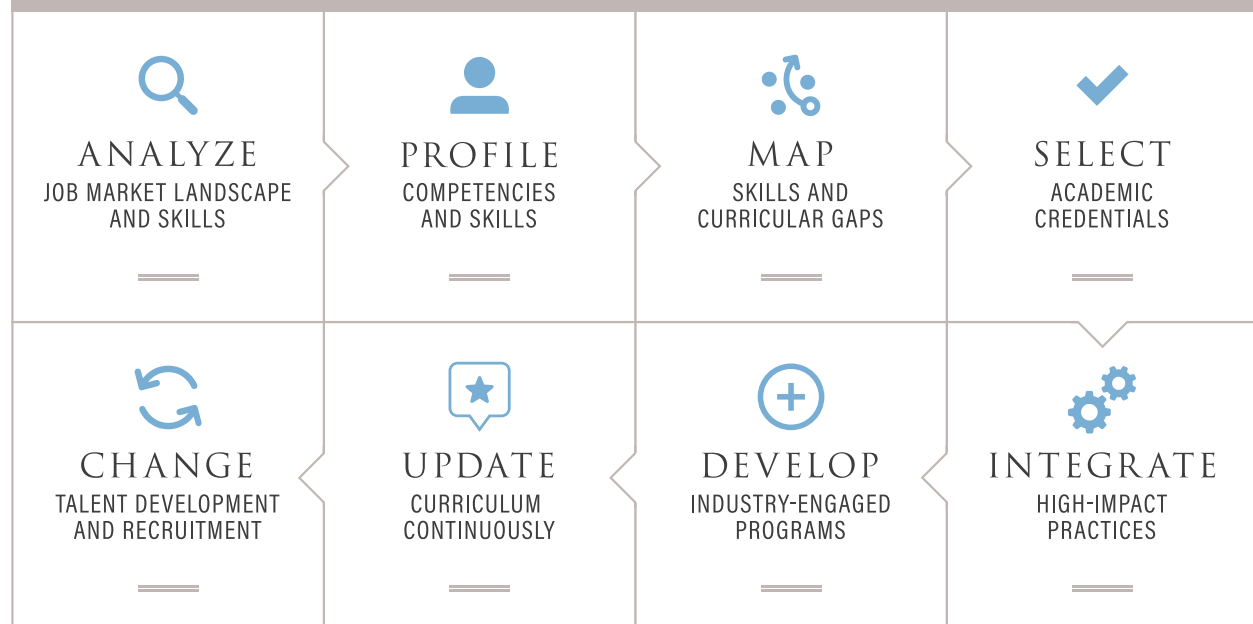 ANALYZE
JOB MARKET LANDSCAPE
AND SKILLS
PROFILE
COMPETENCIES
AND SKILLS
MAP
SKILLS AND
CURRICULAR GAPS
SELECT
ACADEMIC
CREDENTIALS
INTEGRATE
HIGH-IMPACT
PRACTICES
DEVELOP
INDUSTRY-ENGAGED
PROGRAMS
UPDATE
CURRICULUM
CONTINUOUSLY
CHANGE
TALENT DEVELOPMENT
AND RECRUITMENT